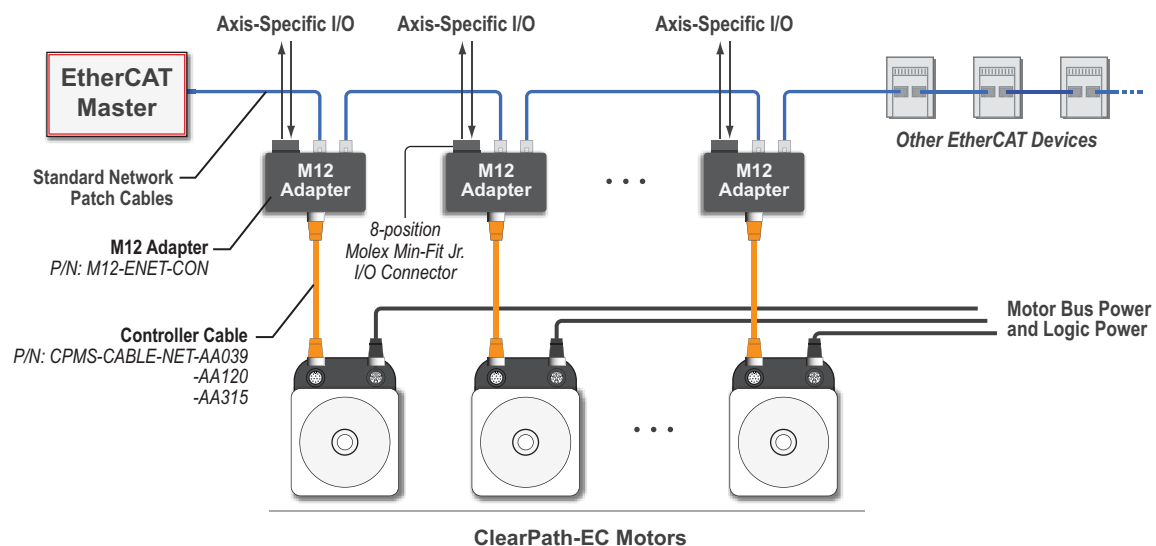 Axis-Specific I/O
Axis-Specific I/O
Axis-Specific I/O
EtherCAT
Master
Other EtherCAT Devices
M12
Adapter
M12
Adapter
M12
Adapter
• • •
Standard Network
Patch Cables
8-position
Molex Min-Fit Jr.
I/O Connector
M12 Adapter
P/N: M12-ENET-CON
Motor Bus Power
and Logic Power
Controller Cable
P/N: CPMS-CABLE-NET-AA039
-AA120
-AA315
• • •
ClearPath-EC Motors